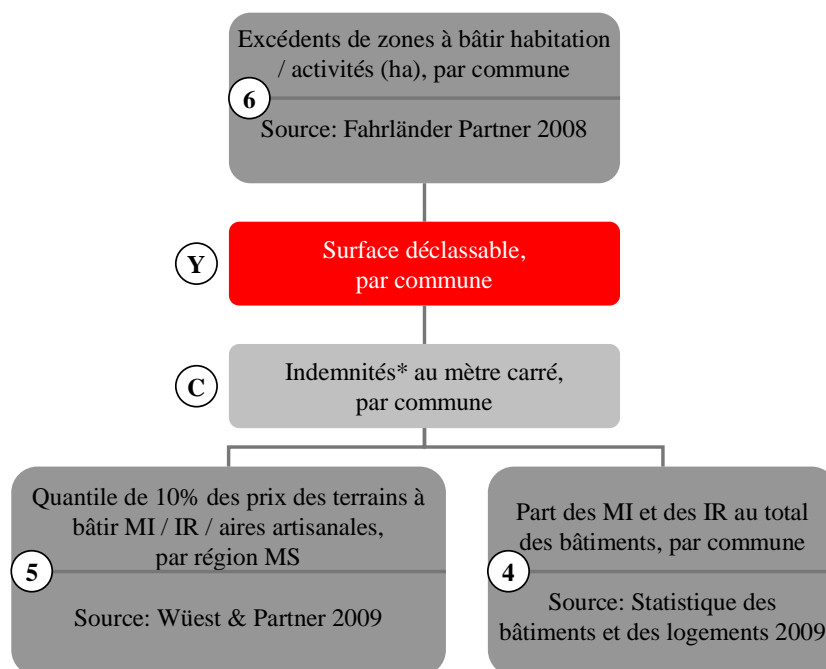 Excédents de zones à bâtir habitation
/ activités (ha), par commune
6
Source: Fahrländer Partner 2008
Y
Surface déclassable,
par commune
C
Indemnités* au mètre carré,
par commune
Quantile de 10% des prix des terrains à
bâtir MI / IR / aires artisanales,
par région MS
5
Source: Wüest & Partner 2009
Part des MI et des IR au total
des bâtiments, par commune
4
Source: Statistique des
bâtiments et des logements 2009